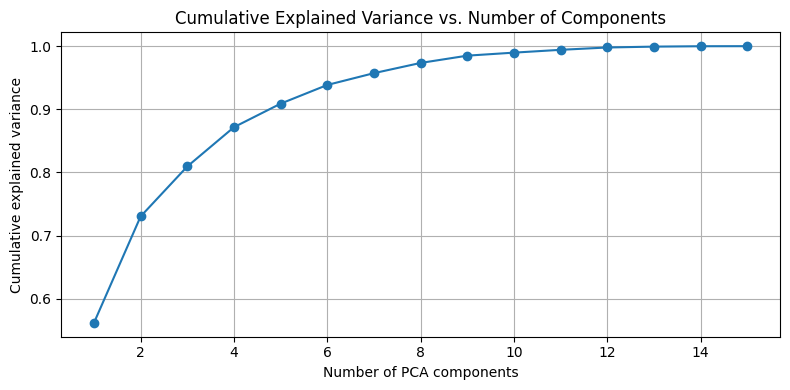 Cumulative Explained Variance vs. Number of Components
Cumulative explained variance
1.0
0.9
0.8
0.7
0.6
2 4 6 8 10 12 14
Number of PCA components